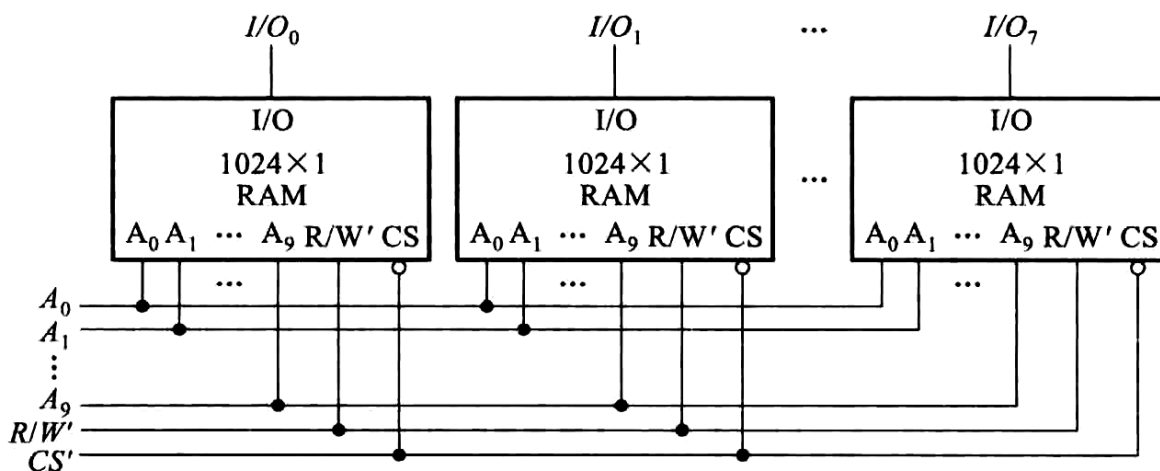 I/O₀ I/O₁ ... I/O₇
I/O I/O I/O
1024×1 1024×1 1024×1
RAM RAM ... RAM
A₀ A₁ ... A₉ R/W' CS A₀ A₁ ... A₉ R/W' CS A₀ A₁ ... A₉ R/W' CS
... ... ...
A₀
A₁
⋮
A₉
R/W'
CS'